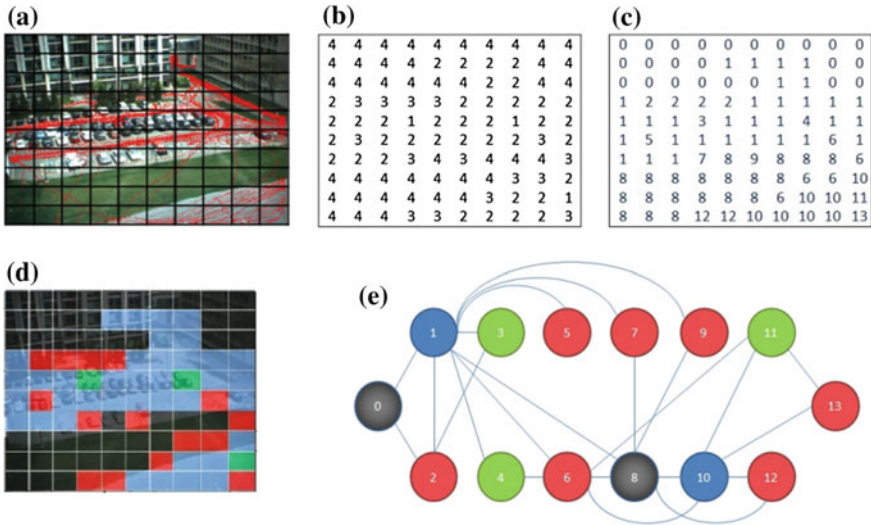 (a)
(b)
4 4 4 4 4 4 4 4 4 4
4 4 4 4 2 2 2 2 4 4
4 4 4 4 4 4 2 2 4 4
2 3 3 3 3 2 2 2 2 2
2 2 2 1 2 2 2 1 2 2
2 3 2 2 2 2 2 2 3 2
2 2 2 3 4 3 4 4 4 3
4 4 4 4 4 4 4 3 3 2
4 4 4 4 4 4 3 2 2 1
4 4 4 3 3 2 2 2 2 3
(c)
0 0 0 0 0 0 0 0 0 0
0 0 0 0 1 1 1 1 0 0
0 0 0 0 0 0 1 1 0 0
1 2 2 2 2 1 1 1 1 1
1 1 1 3 1 1 1 4 1 1
1 5 1 1 1 1 1 1 6 1
1 1 1 7 8 9 8 8 8 6
8 8 8 8 8 8 8 6 6 10
8 8 8 8 8 8 6 10 10 11
8 8 8 12 12 10 10 10 10 13
(d)
(e)
1 3 5 7 9 11
0 13
2 4 6 8 10 12